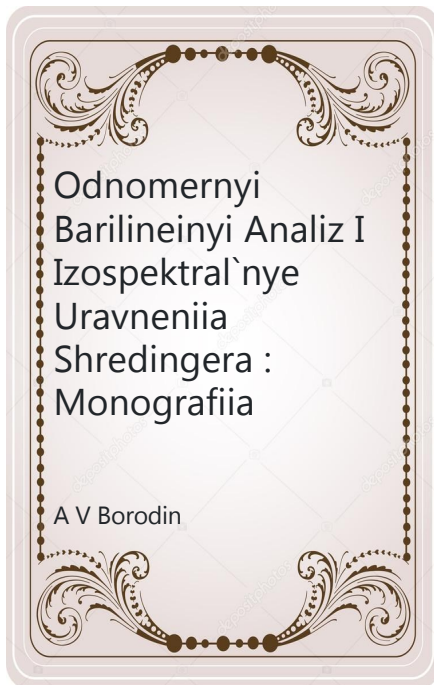 Odnomernyi
Barilineinyi Analiz I
Izospektral`nye
Uravneniia
Shredingera :
Monografiia
A V Borodin